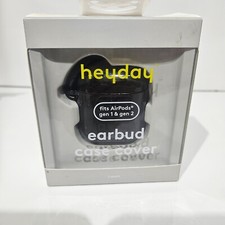 heyday
fits AirPods®
gen 1 & gen 2
earbud
case cover